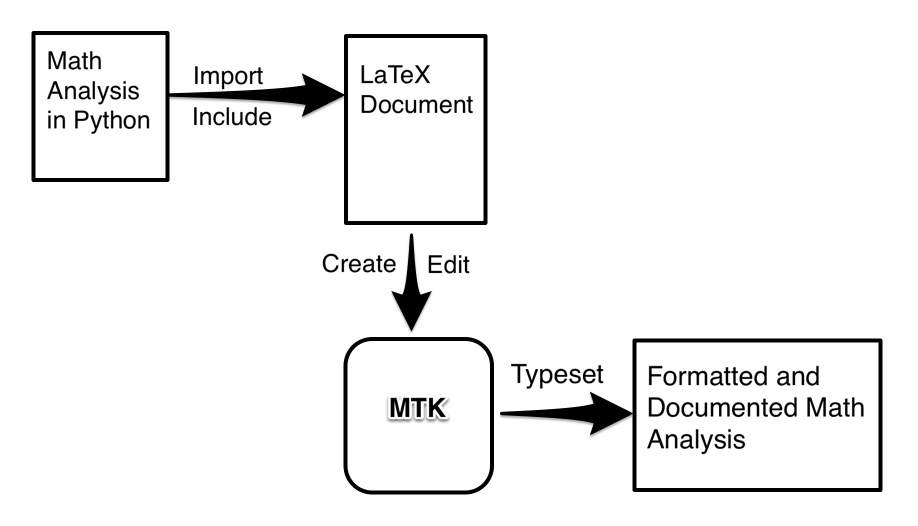 Math
Analysis
in Python
Import
Include
LaTeX
Document
Create
Edit
MTK
Typeset
Formatted and
Documented Math
Analysis